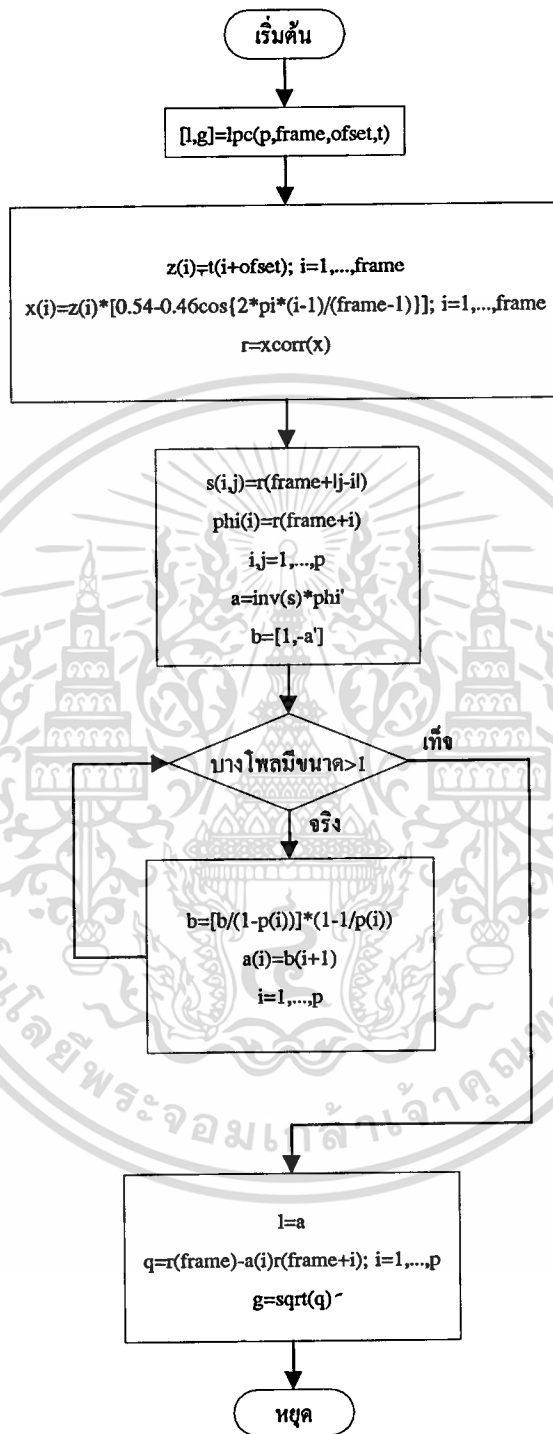 เริ่มต้น
[l,g]=lpc(p,frame,ofset,t)
z(i)=t(i+ofset); i=1,...,frame
x(i)=z(i)*[0.54-0.46cos{2*pi*(i-1)/(frame-1)}]; i=1,...,frame
r=xcorr(x)
s(i,j)=r(frame+|j-i|)
phi(i)=r(frame+i)
i,j=1,...,p
a=inv(s)*phi'
b=[1,-a']
บางโพลมีขนาด>1
เท็จ
จริง
b=[b/(1-p(i))]*(1-1/p(i))
a(i)=b(i+1)
i=1,...,p
l=a
q=r(frame)-a(i)r(frame+i); i=1,...,p
g=sqrt(q)
หยุด